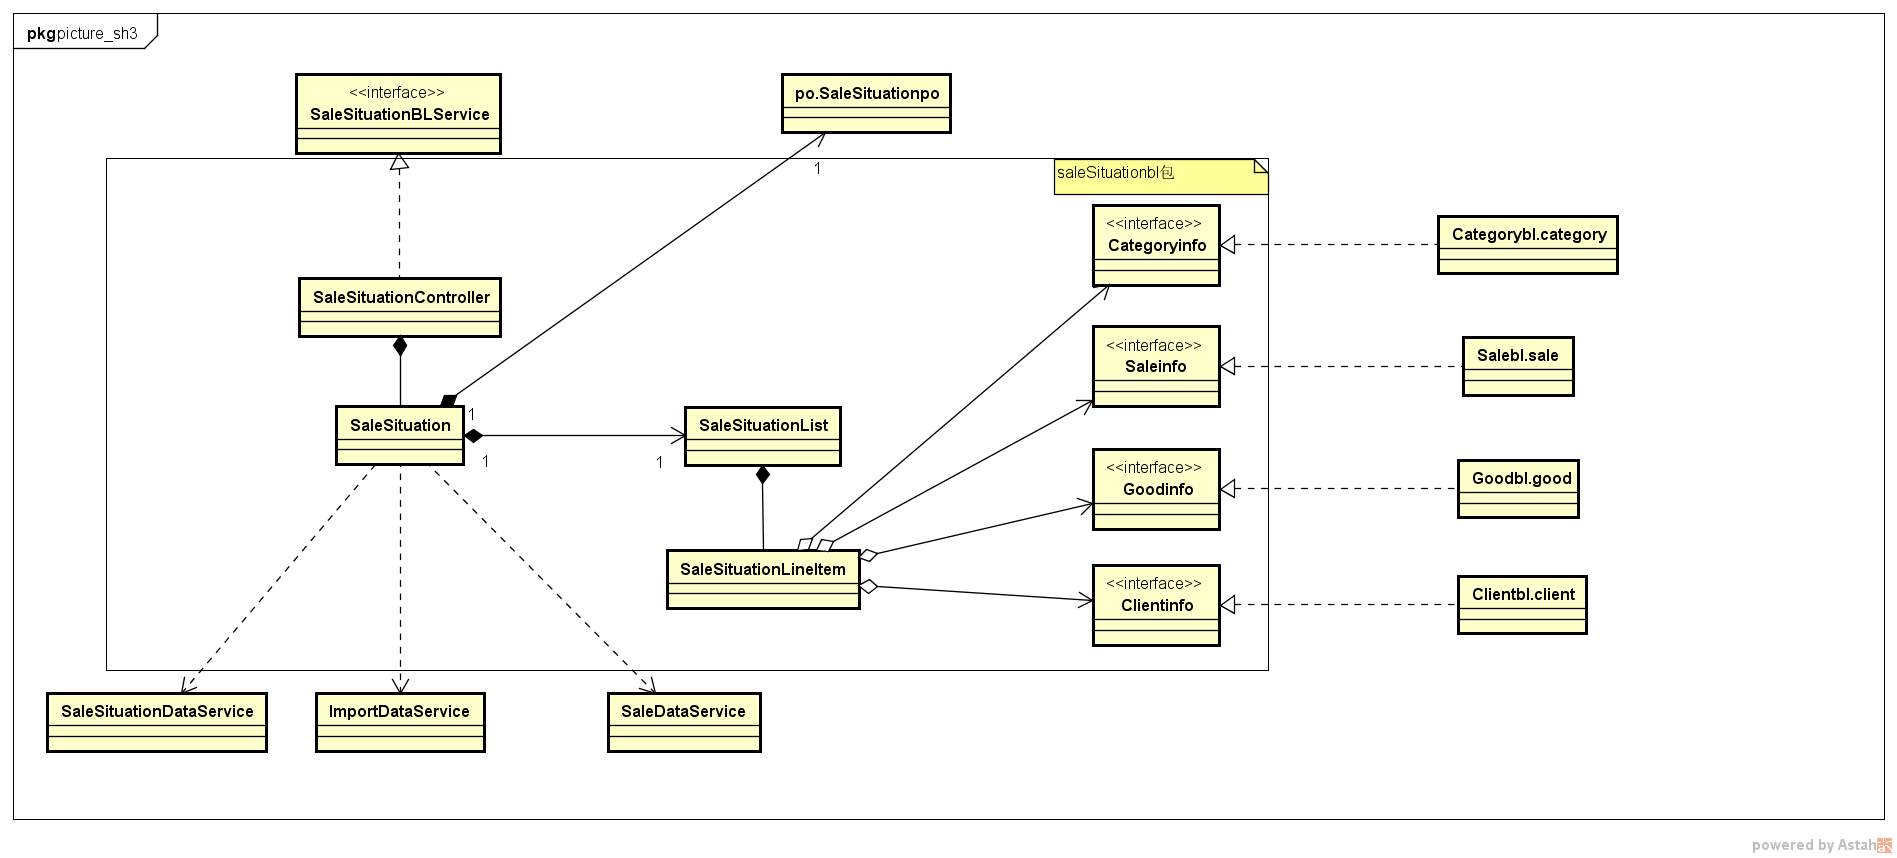 pkg picture_sh3
<<interface>>
SaleSituationBLService
po.SaleSituationpo
1
saleSituationbl包
<<interface>>
Categoryinfo
Categorybl.category
SaleSituationController
<<interface>>
Saleinfo
Salebl.sale
1
SaleSituation
1
1
SaleSituationList
<<interface>>
Goodinfo
Goodbl.good
SaleSituationLineItem
<<interface>>
Clientinfo
Clientbl.client
SaleSituationDataService
ImportDataService
SaleDataService
powered by Astah